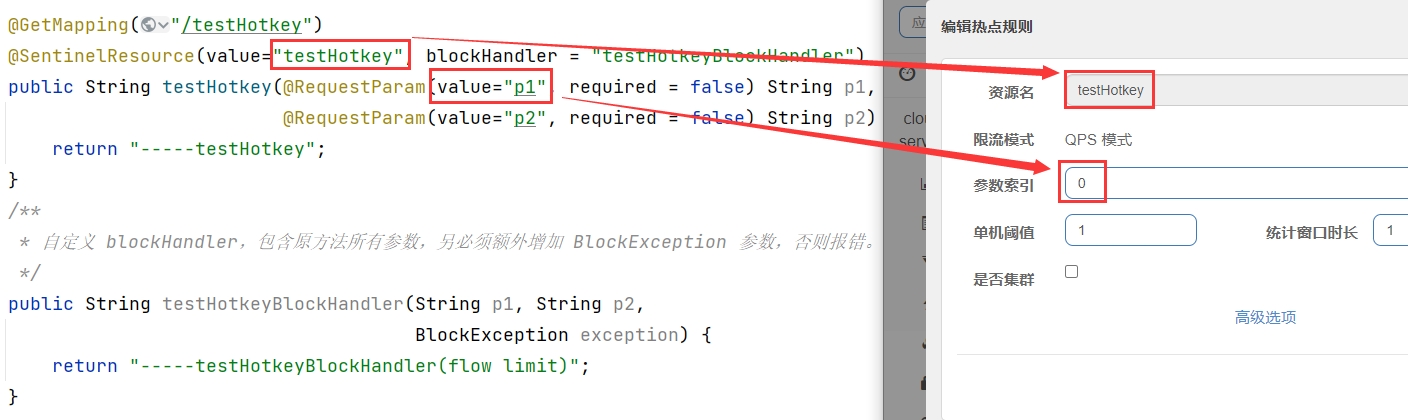 @GetMapping("/testHotkey")
@SentinelResource(value="testHotkey", blockHandler = "testHotkeyBlockHandler")
public String testHotkey(@RequestParam(value="p1", required = false) String p1,
@RequestParam(value="p2", required = false) String p2)
return "-----testHotkey";
}
/**
* 自定义 blockHandler，包含原方法所有参数，另必须额外增加 BlockException 参数，否则报错。
*/
public String testHotkeyBlockHandler(String p1, String p2,
BlockException exception) {
return "-----testHotkeyBlockHandler(flow limit)";
}
应
clou
serv
编辑热点规则
资源名 testHotkey
限流模式 QPS 模式
参数索引 0
单机阈值 1 统计窗口时长 1
是否集群
高级选项